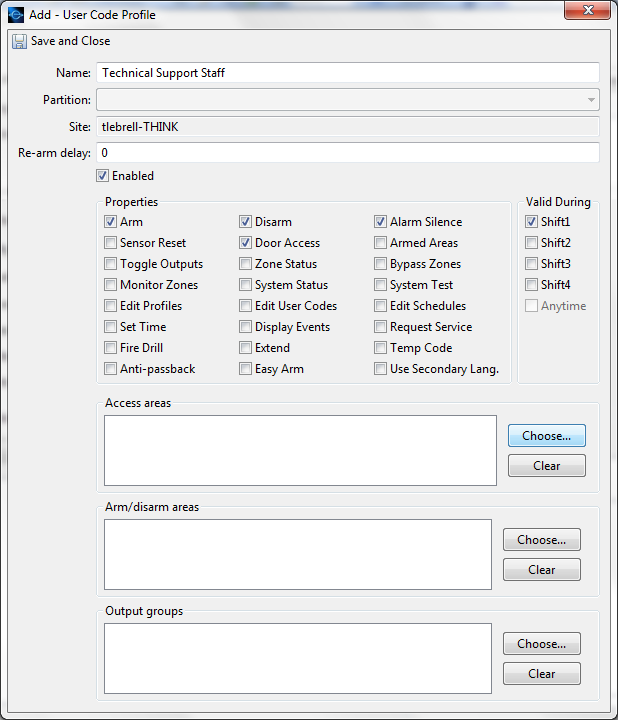 Add - User Code Profile
Save and Close
Name: Technical Support Staff
Partition:
Site: tlebrell-THINK
Re-arm delay: 0
Enabled
Properties
Valid During
Arm Disarm Alarm Silence Shift1
Sensor Reset Door Access Armed Areas Shift2
Toggle Outputs Zone Status Bypass Zones Shift3
Monitor Zones System Status System Test Shift4
Edit Profiles Edit User Codes Edit Schedules Anytime
Set Time Display Events Request Service
Fire Drill Extend Temp Code
Anti-passback Easy Arm Use Secondary Lang.
Access areas
Choose...
Clear
Arm/disarm areas
Choose...
Clear
Output groups
Choose...
Clear